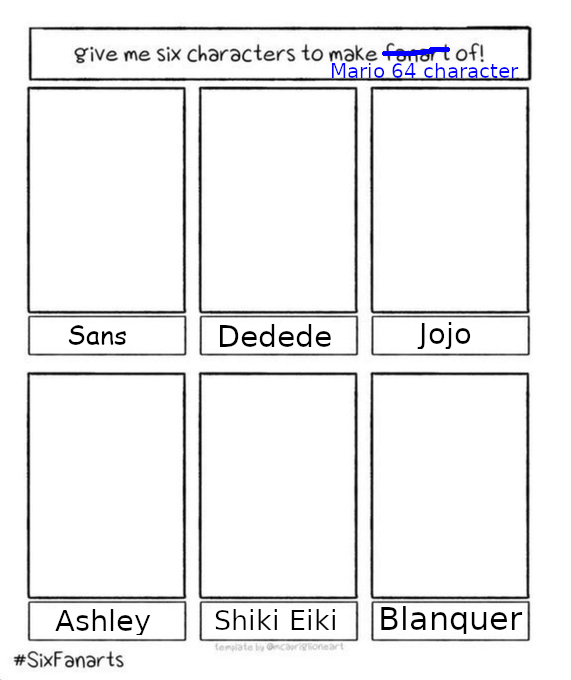 give me six characters to make fanart of!
Mario 64 character
Sans
Dedede
Jojo
Ashley
Shiki Eiki
Blanquer
template by @mcapriglioneart
#SixFanarts